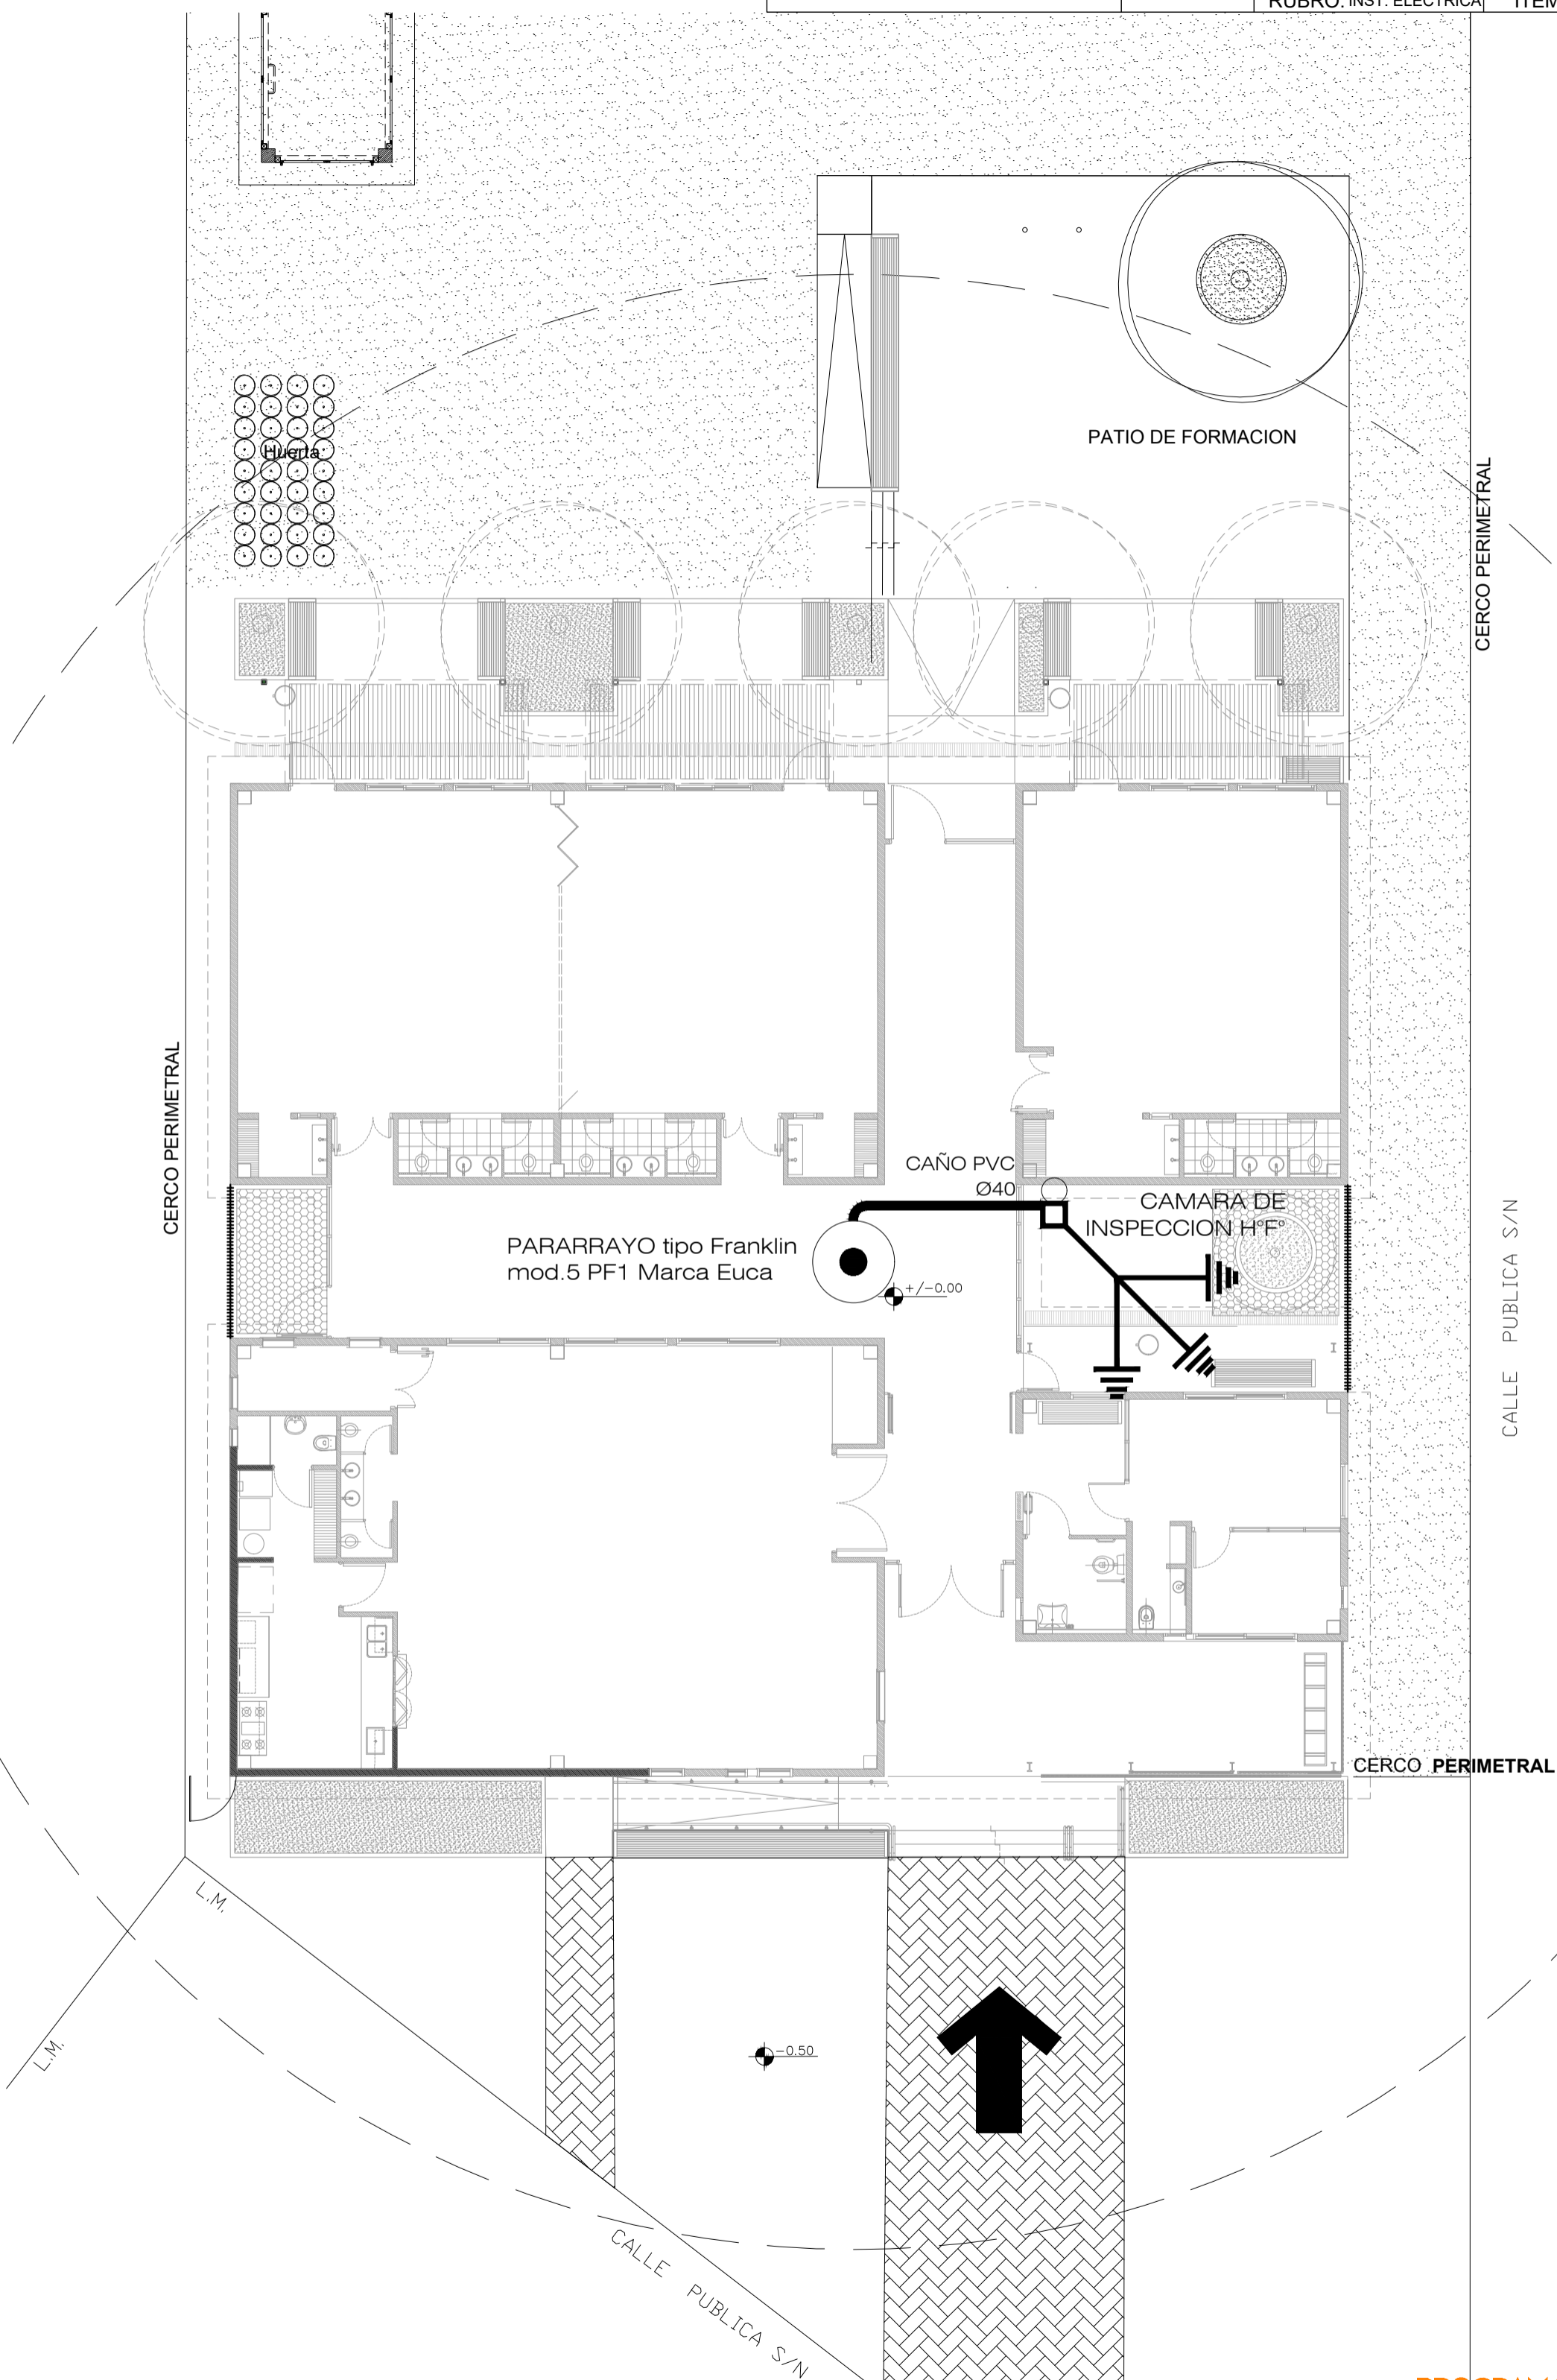 RUBRO: INST. ELECTRICA
ITEM
Huerta
PATIO DE FORMACION
CERCO PERIMETRAL
CERCO PERIMETRAL
CAÑO PVC
Ø40
CAMARA DE
INSPECCION HºFº
PARARRAYO tipo Franklin
mod.5 PF1 Marca Euca
+/-0.00
CALLE PUBLICA S/N
CERCO PERIMETRAL
L.M.
L.M.
-0.50
CALLE PUBLICA S/N